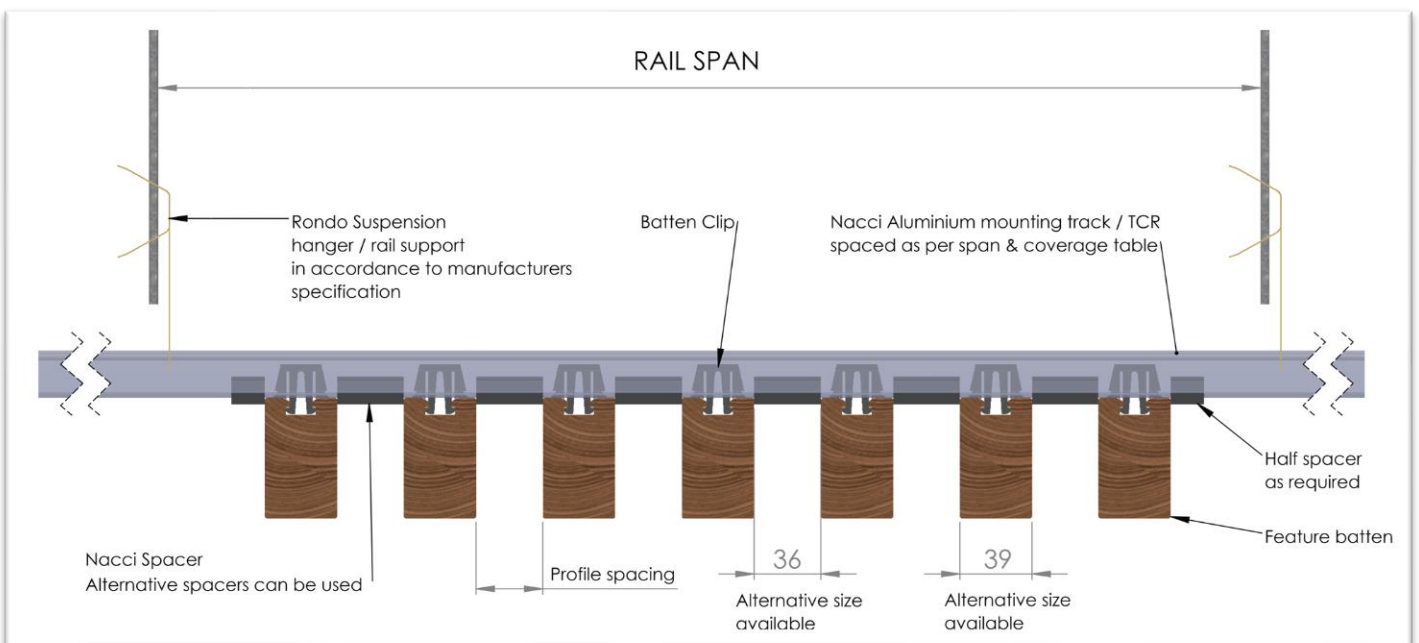 RAIL SPAN
Rondo Suspension
hanger / rail support
in accordance to manufacturers
specification
Batten Clip
Nacci Aluminium mounting track / TCR
spaced as per span & coverage table
Half spacer
as required
Feature batten
Nacci Spacer
Alternative spacers can be used
Profile spacing
36
Alternative size
available
39
Alternative size
available